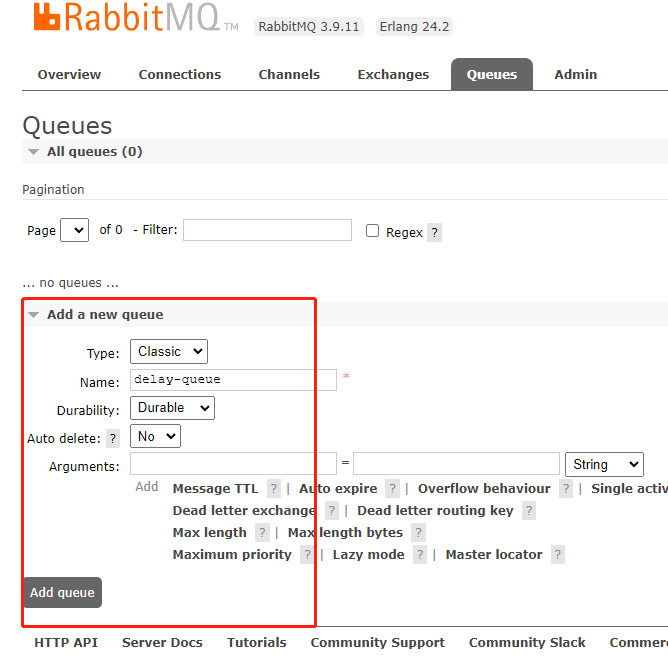 RabbitMQ TM RabbitMQ 3.9.11 Erlang 24.2
Overview Connections Channels Exchanges Queues Admin
Queues
All queues (0)
Pagination
Page of 0 - Filter: Regex ?
... no queues ...
Add a new queue
Type: Classic
Name: delay-queue *
Durability: Durable
Auto delete: ? No
Arguments: = String
Add Message TTL ? | Auto expire ? | Overflow behaviour ? | Single activ
Dead letter exchange ? | Dead letter routing key ?
Max length ? | Max length bytes ?
Maximum priority ? | Lazy mode ? | Master locator ?
Add queue
HTTP API Server Docs Tutorials Community Support Community Slack Commer